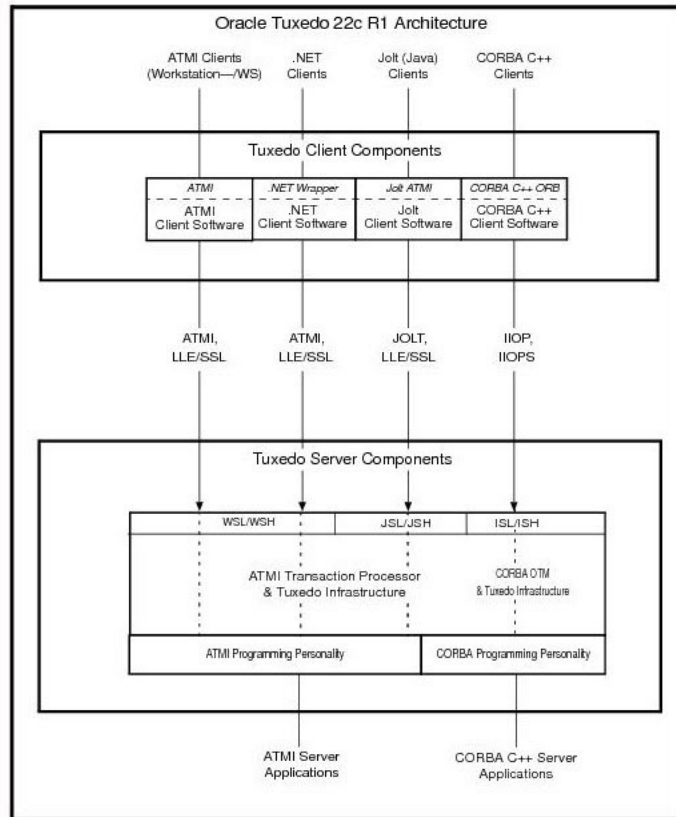 Oracle Tuxedo 22c R1 Architecture
ATMI Clients
(Workstation—/WS)
.NET
Clients
Jolt (Java)
Clients
CORBA C++
Clients
Tuxedo Client Components
ATMI
ATMI
Client Software
.NET Wrapper
.NET
Client Software
Jolt ATMI
Jolt
Client Software
CORBA C++ ORB
CORBA C++
Client Software
ATMI,
LLE/SSL
ATMI,
LLE/SSL
JOLT,
LLE/SSL
IIOP,
IIOPS
Tuxedo Server Components
WSL/WSH
JSL/JSH
ISL/ISH
ATMI Transaction Processor
& Tuxedo Infrastructure
CORBA OTM
& Tuxedo Infrastructure
ATMI Programming Personality
CORBA Programming Personality
ATMI Server
Applications
CORBA C++ Server
Applications